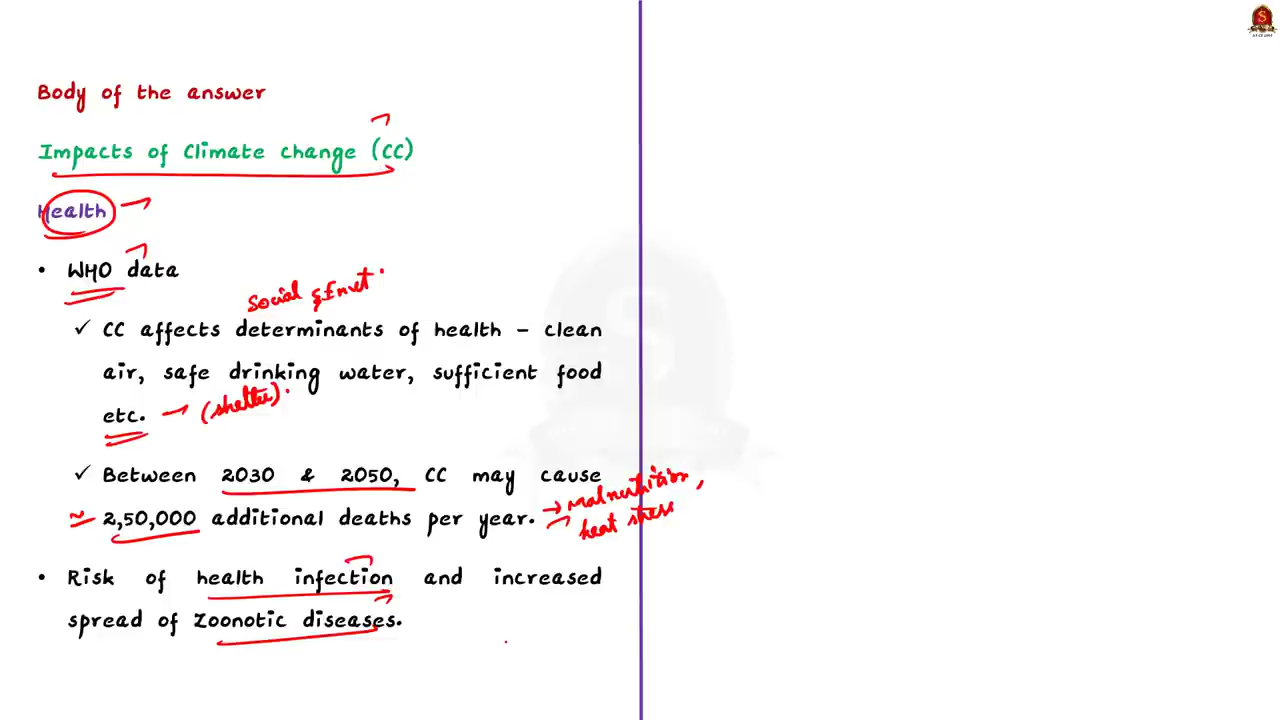 Body of the answer
Impacts of Climate change (CC)
Health
• WHO data
Social & Envt.
✓ CC affects determinants of health – clean
air, safe drinking water, sufficient food
etc. → (shelter).
✓ Between 2030 & 2050, CC may cause
→ malnutrition,
≈ 2,50,000 additional deaths per year.
heat stress
• Risk of health infection and increased
spread of Zoonotic diseases.